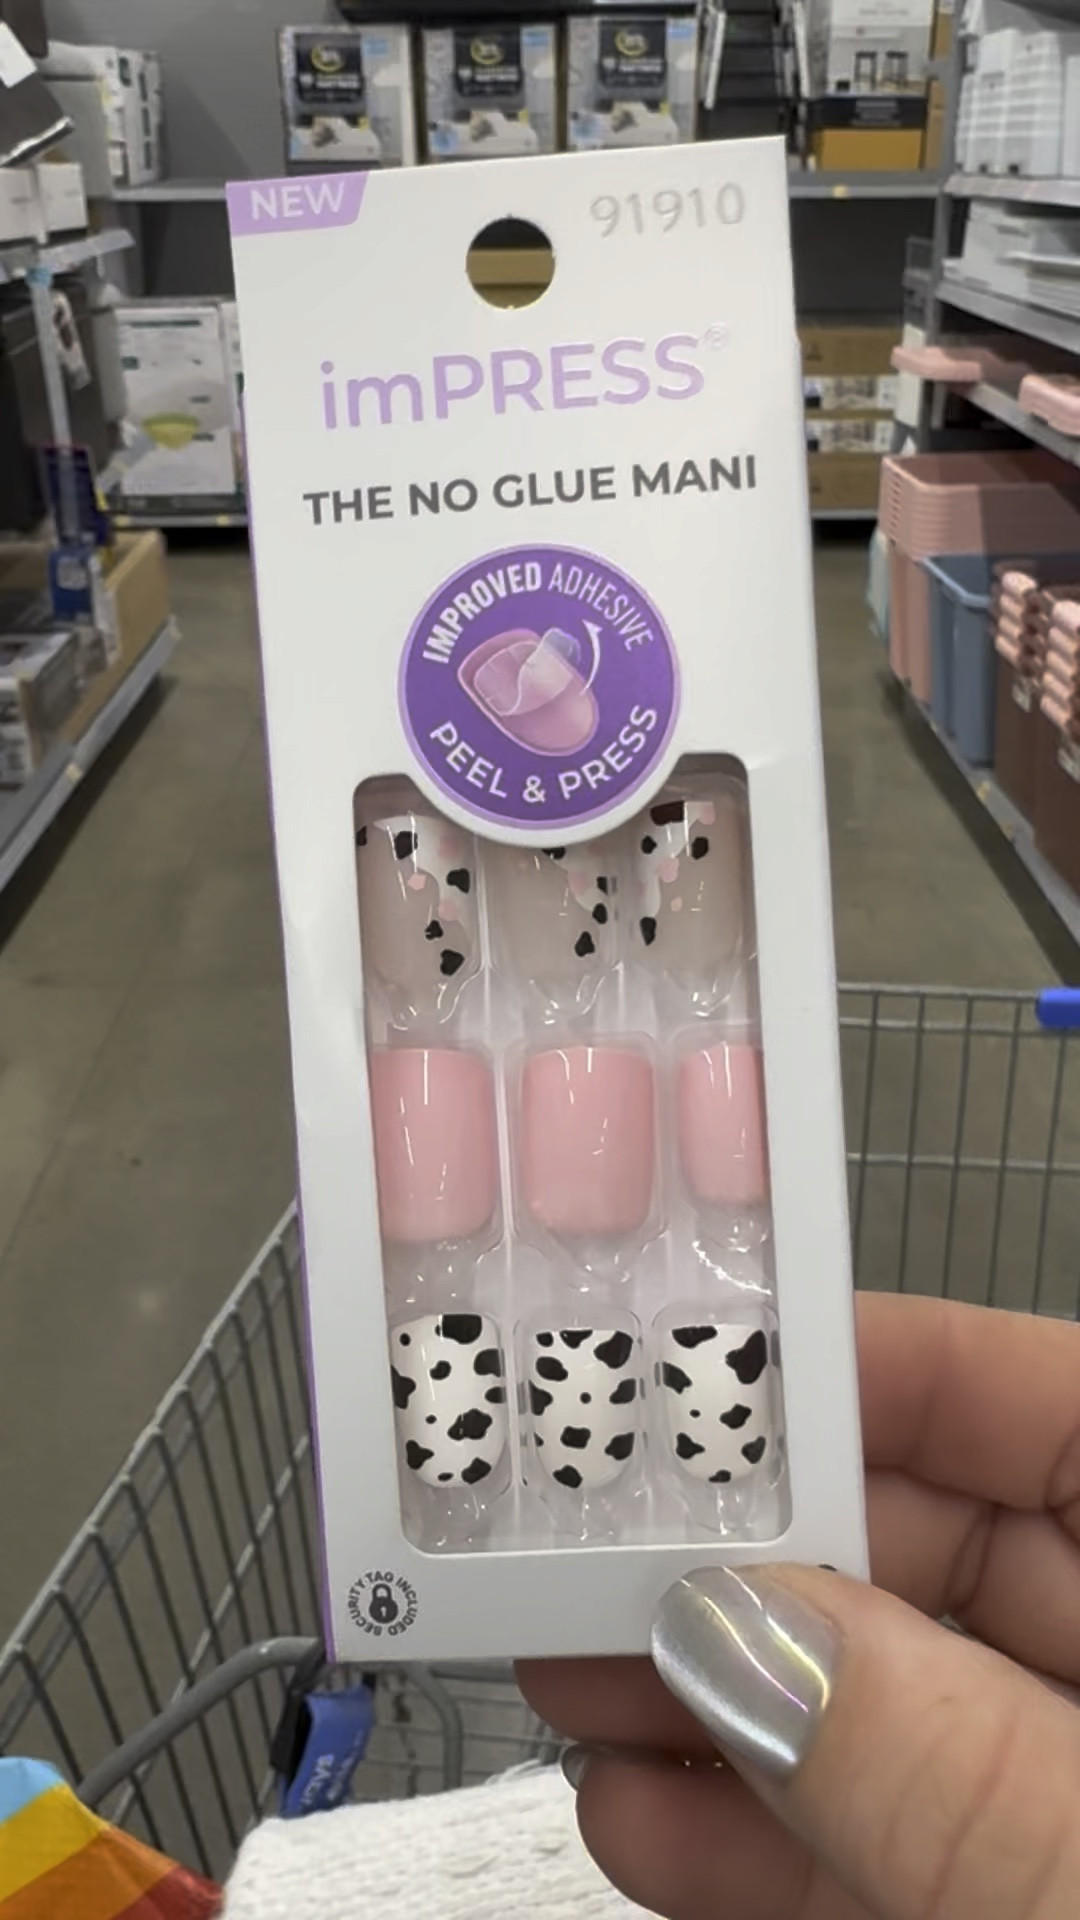 NEW
91910
imPRESS®
THE NO GLUE MANI
IMPROVED ADHESIVE
PEEL & PRESS
SECURITY TAG INCLUDED